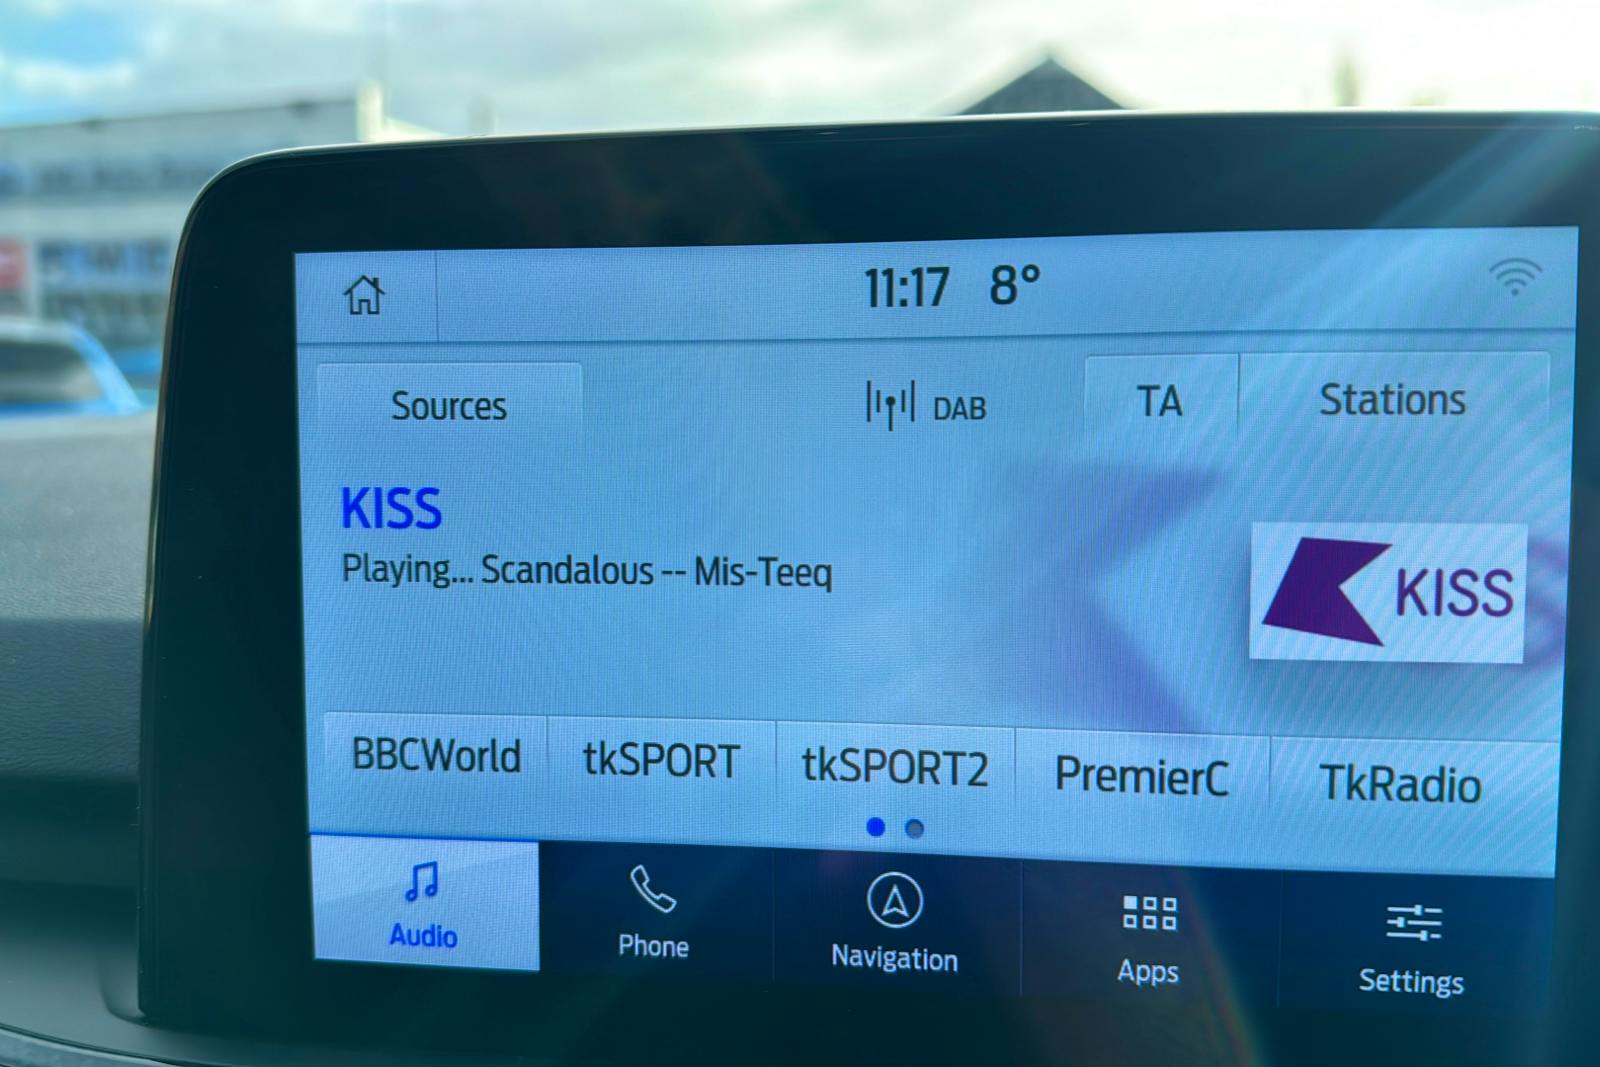 11:17 8°
Sources DAB TA Stations
KISS
Playing... Scandalous -- Mis-Teeq
KISS
BBCWorld tkSPORT tkSPORT2 PremierC TkRadio
Audio Phone Navigation Apps Settings